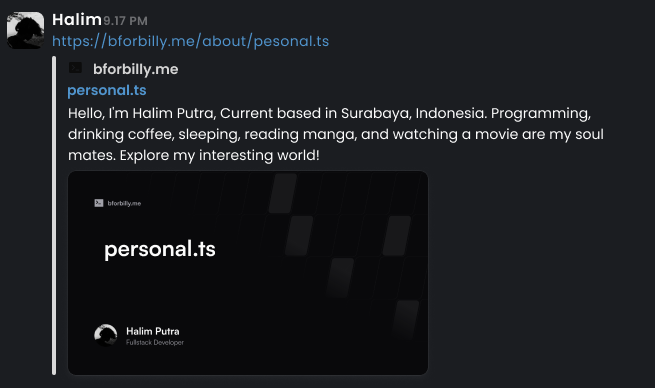 Halim 9.17 PM
https://bforbilly.me/about/pesonal.ts
bforbilly.me
personal.ts
Hello, I'm Halim Putra, Current based in Surabaya, Indonesia. Programming,
drinking coffee, sleeping, reading manga, and watching a movie are my soul
mates. Explore my interesting world!
bforbilly.me
personal.ts
Halim Putra
Fullstack Developer